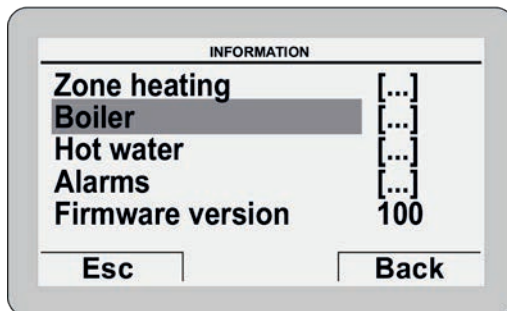 INFORMATION
Zone heating [...]
Boiler [...]
Hot water [...]
Alarms [...]
Firmware version 100
Esc Back